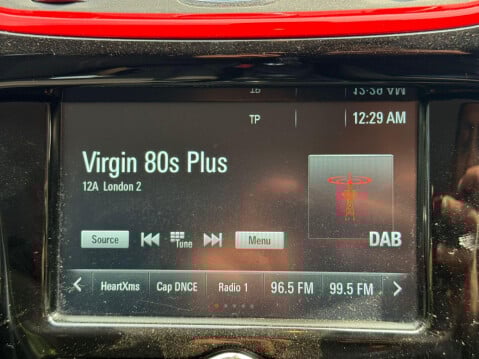 TP
12:29 AM
Virgin 80s Plus
12A London 2
DAB
Source
Tune
Menu
HeartXms
Cap DNCE
Radio 1
96.5 FM
99.5 FM